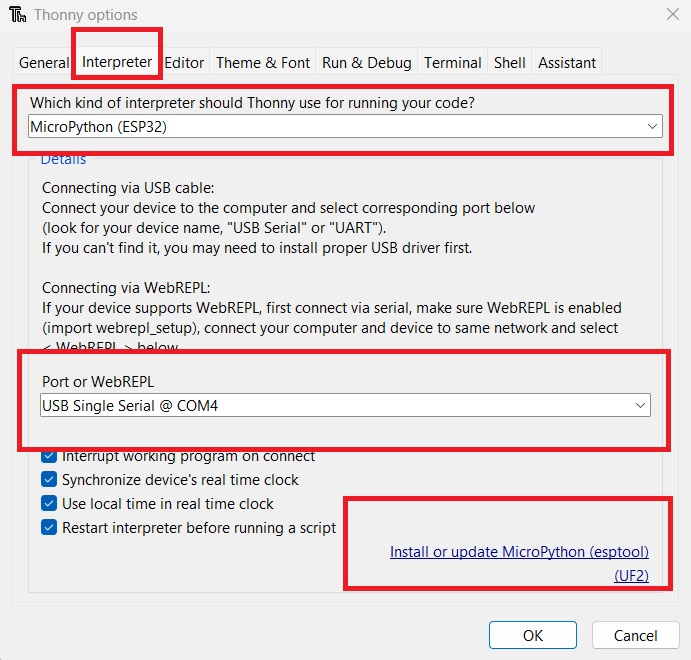 Thonny options
General Interpreter Editor Theme & Font Run & Debug Terminal Shell Assistant
Which kind of interpreter should Thonny use for running your code?
MicroPython (ESP32)
Details
Connecting via USB cable:
Connect your device to the computer and select corresponding port below
(look for your device name, "USB Serial" or "UART").
If you can't find it, you may need to install proper USB driver first.
Connecting via WebREPL:
If your device supports WebREPL, first connect via serial, make sure WebREPL is enabled
(import webrepl_setup), connect your computer and device to same network and select
< WebREPL > below
Port or WebREPL
USB Single Serial @ COM4
Interrupt working program on connect
Synchronize device's real time clock
Use local time in real time clock
Restart interpreter before running a script
Install or update MicroPython (esptool)
(UF2)
OK Cancel